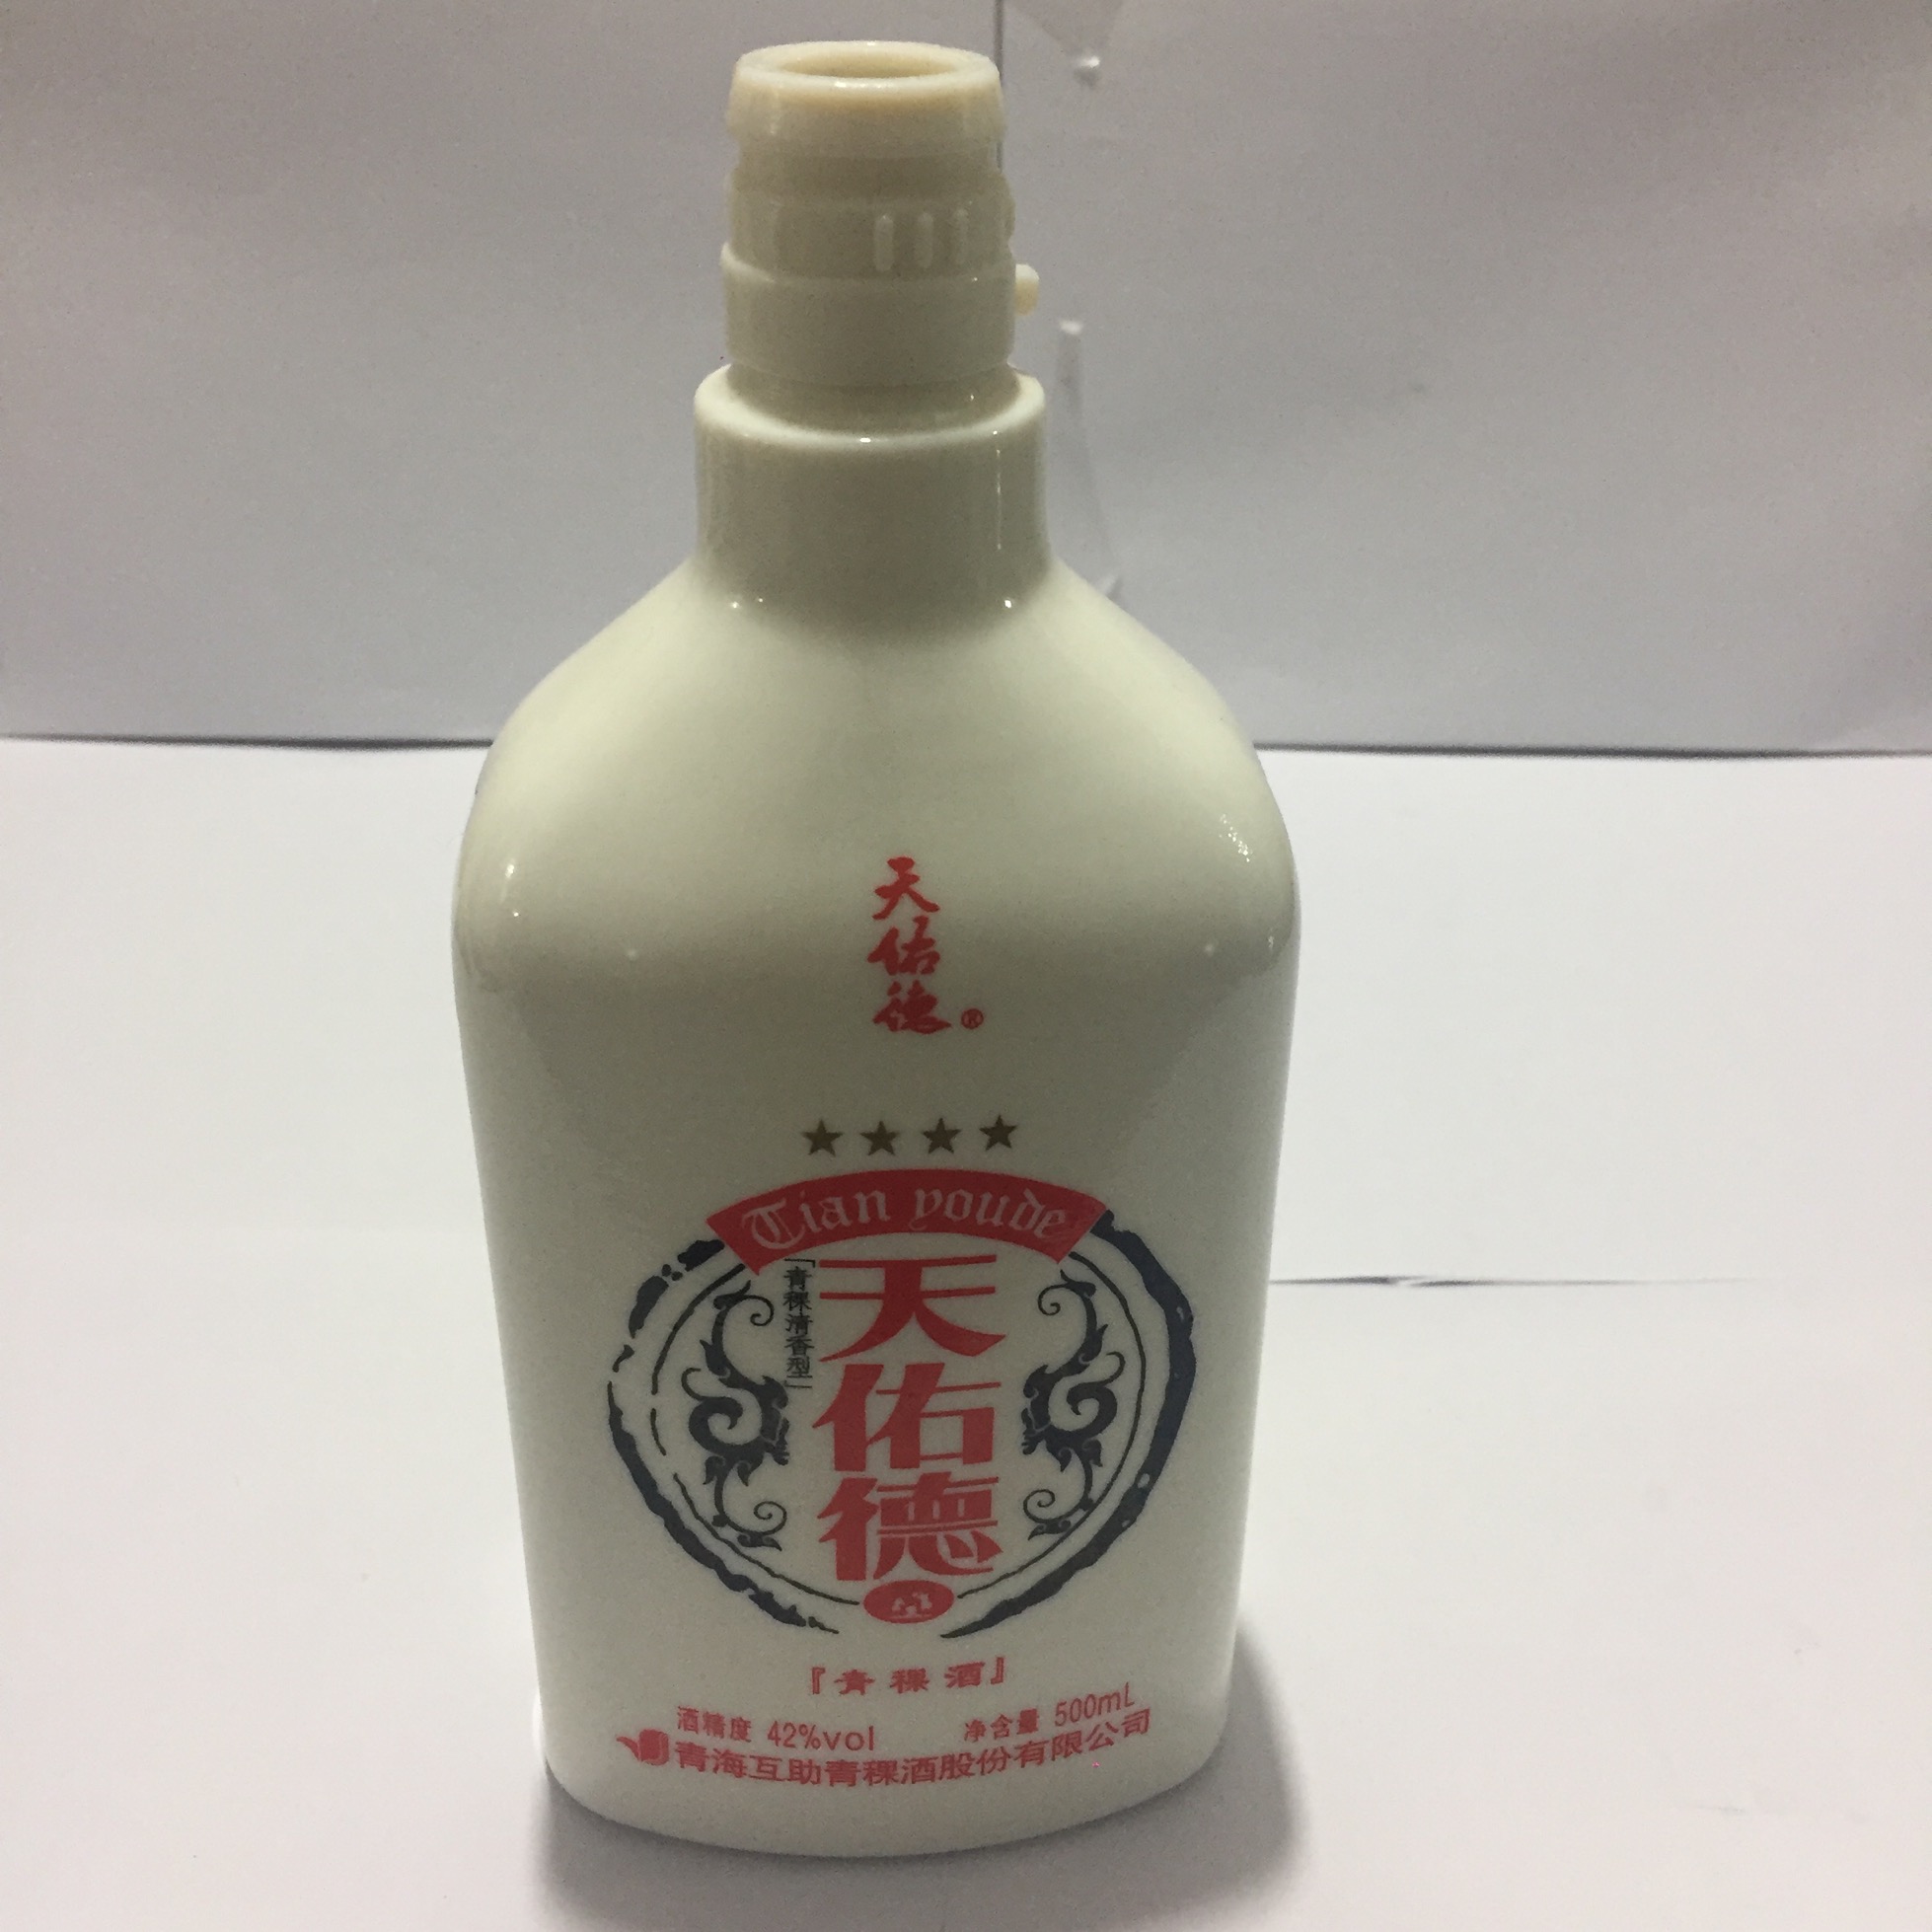 天佑德®
Tian youde
「青稞清香型」
天佑德
『青稞酒』
酒精度 42%vol
净含量 500mL
青海互助青稞酒股份有限公司